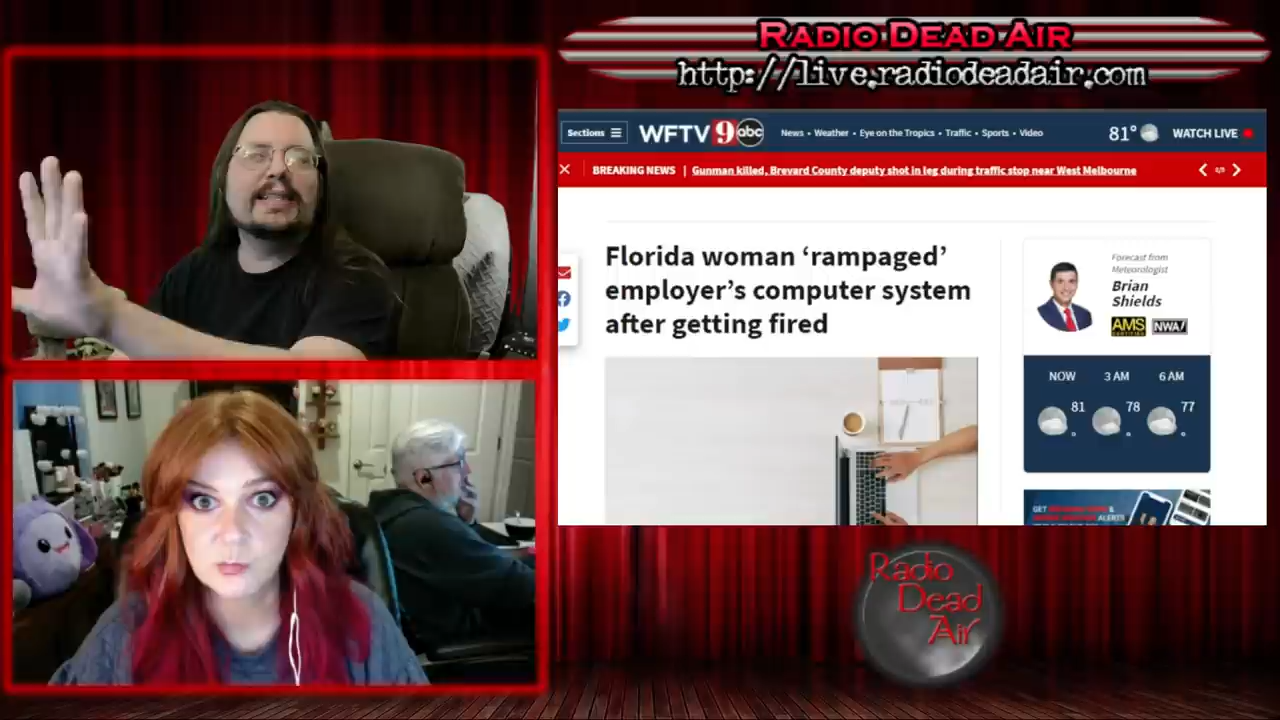 Radio Dead Air
http://live.radiodeadair.com
Sections
WFTV 9 abc
News • Weather • Eye on the Tropics • Traffic • Sports • Video
81°
WATCH LIVE
BREAKING NEWS | Gunman killed, Brevard County deputy shot in leg during traffic stop near West Melbourne
Florida woman ‘rampaged’
employer’s computer system
after getting fired
Forecast from
Meteorologist
Brian
Shields
AMS
NWA
NOW 3 AM 6 AM
81° 78° 77°
GET
ALERTS
Radio
Dead
Air